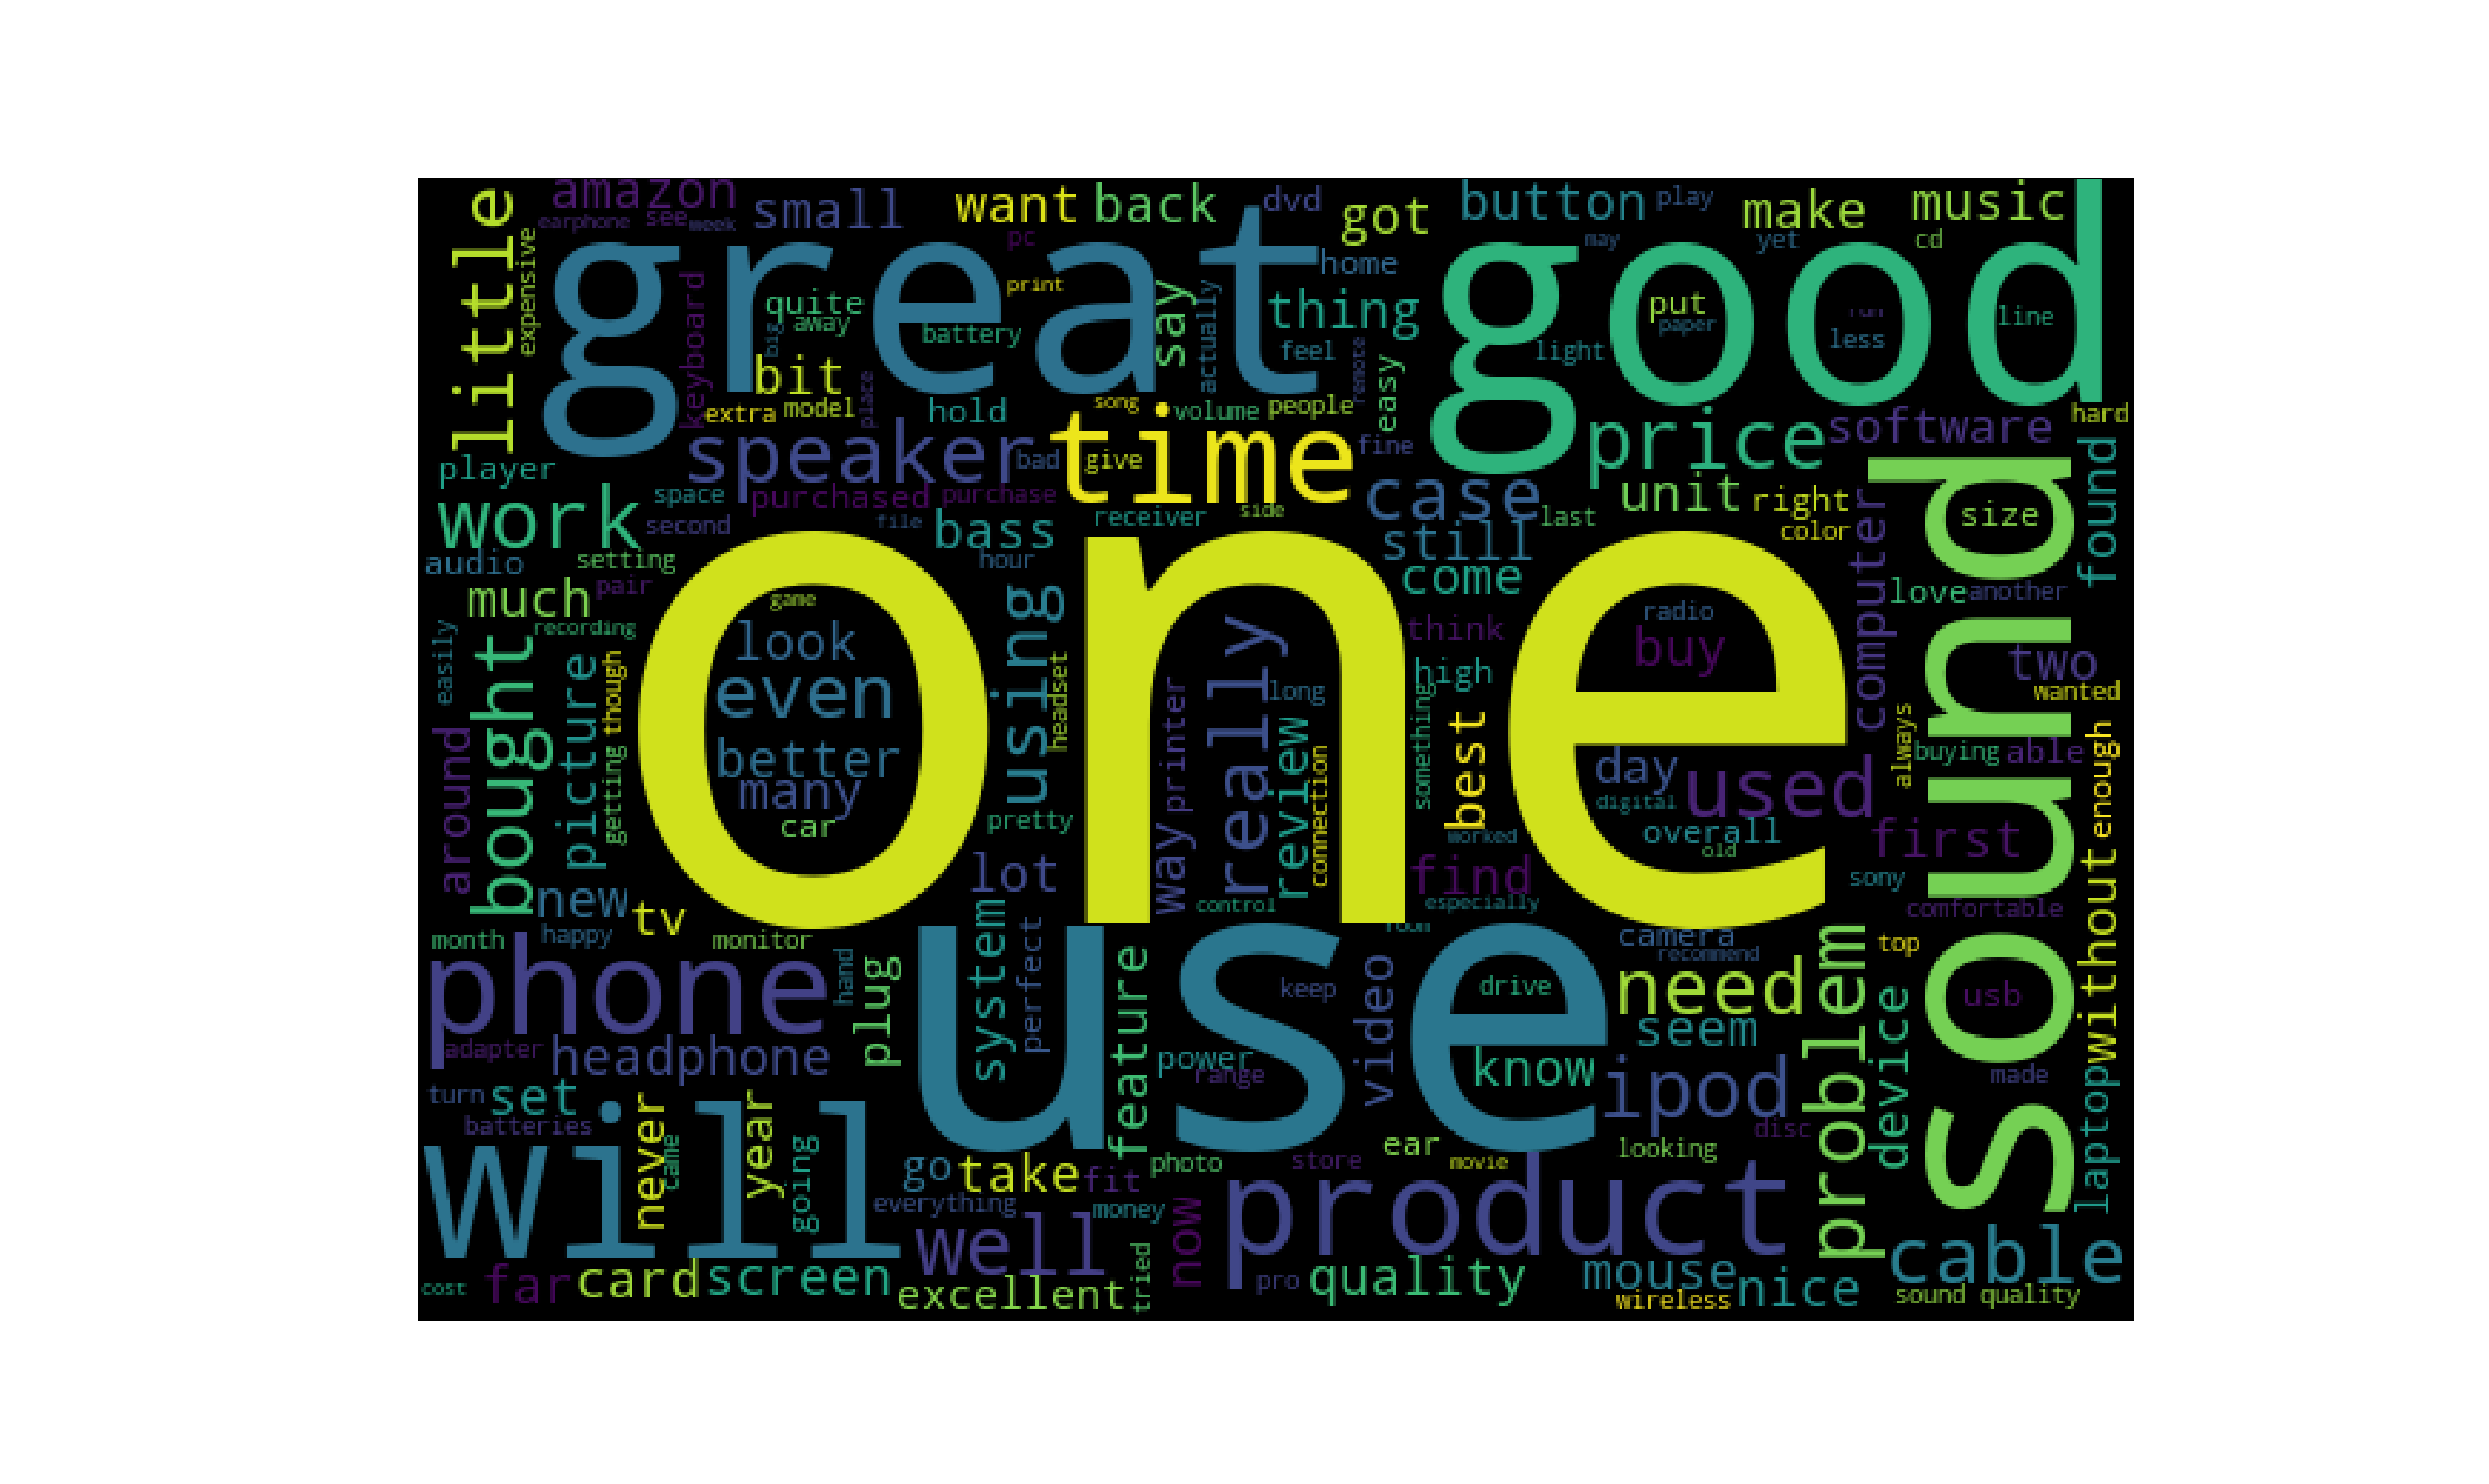 amazon
earphone see week
small
want back dvd
got
button play
make
music
little
expensive
great
pc
home
may
yet
cd
good
keyboard
quite
away
big
print
battery
say
actually
thing
feel
remote
easy
put
paper
light
less
line
bit
place
extra model
hold
song
volume people
hard
player
speaker
bad
time
give
fine
price
software
work
space
purchased purchase
second
file
bass
receiver
side
case
last
still
unit right
color
computer
sound
size
found
audio
setting
hour
come
much
pair
recording
game
using
one
love another
easily
bought
picture
getting though
look
even
better
many
car
headset
pretty
way printer
really
long
review
connection
think
high
something
best
radio
buy
day
digital
used
overall
old
worked
two
wanted
always
buying able
enough
around
first
new
tv
lot
control
find
especially
sony
comfortable
without
month
happy
monitor
phone
hand
plug
system
perfect
use
feature
room
keep
video
drive
camera
recommend
need
top
problem
device
usb
adapter
headphone
power
range
know
seem
ipod
made
laptop
turn set
batteries
will
never
came
year
going
go take fit
everything
photo
money
store
ear
movie
looking
disc
product
cable
well
now
cost far card screen
excellent
tried
pro quality
mouse
wireless
nice
sound quality